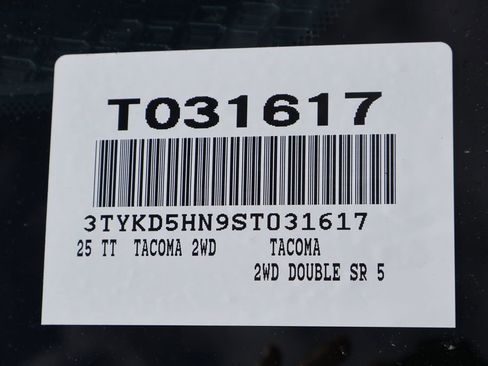 T031617
3TYKD5HN9ST031617
25 TT TACOMA 2WD TACOMA
2WD DOUBLE SR 5